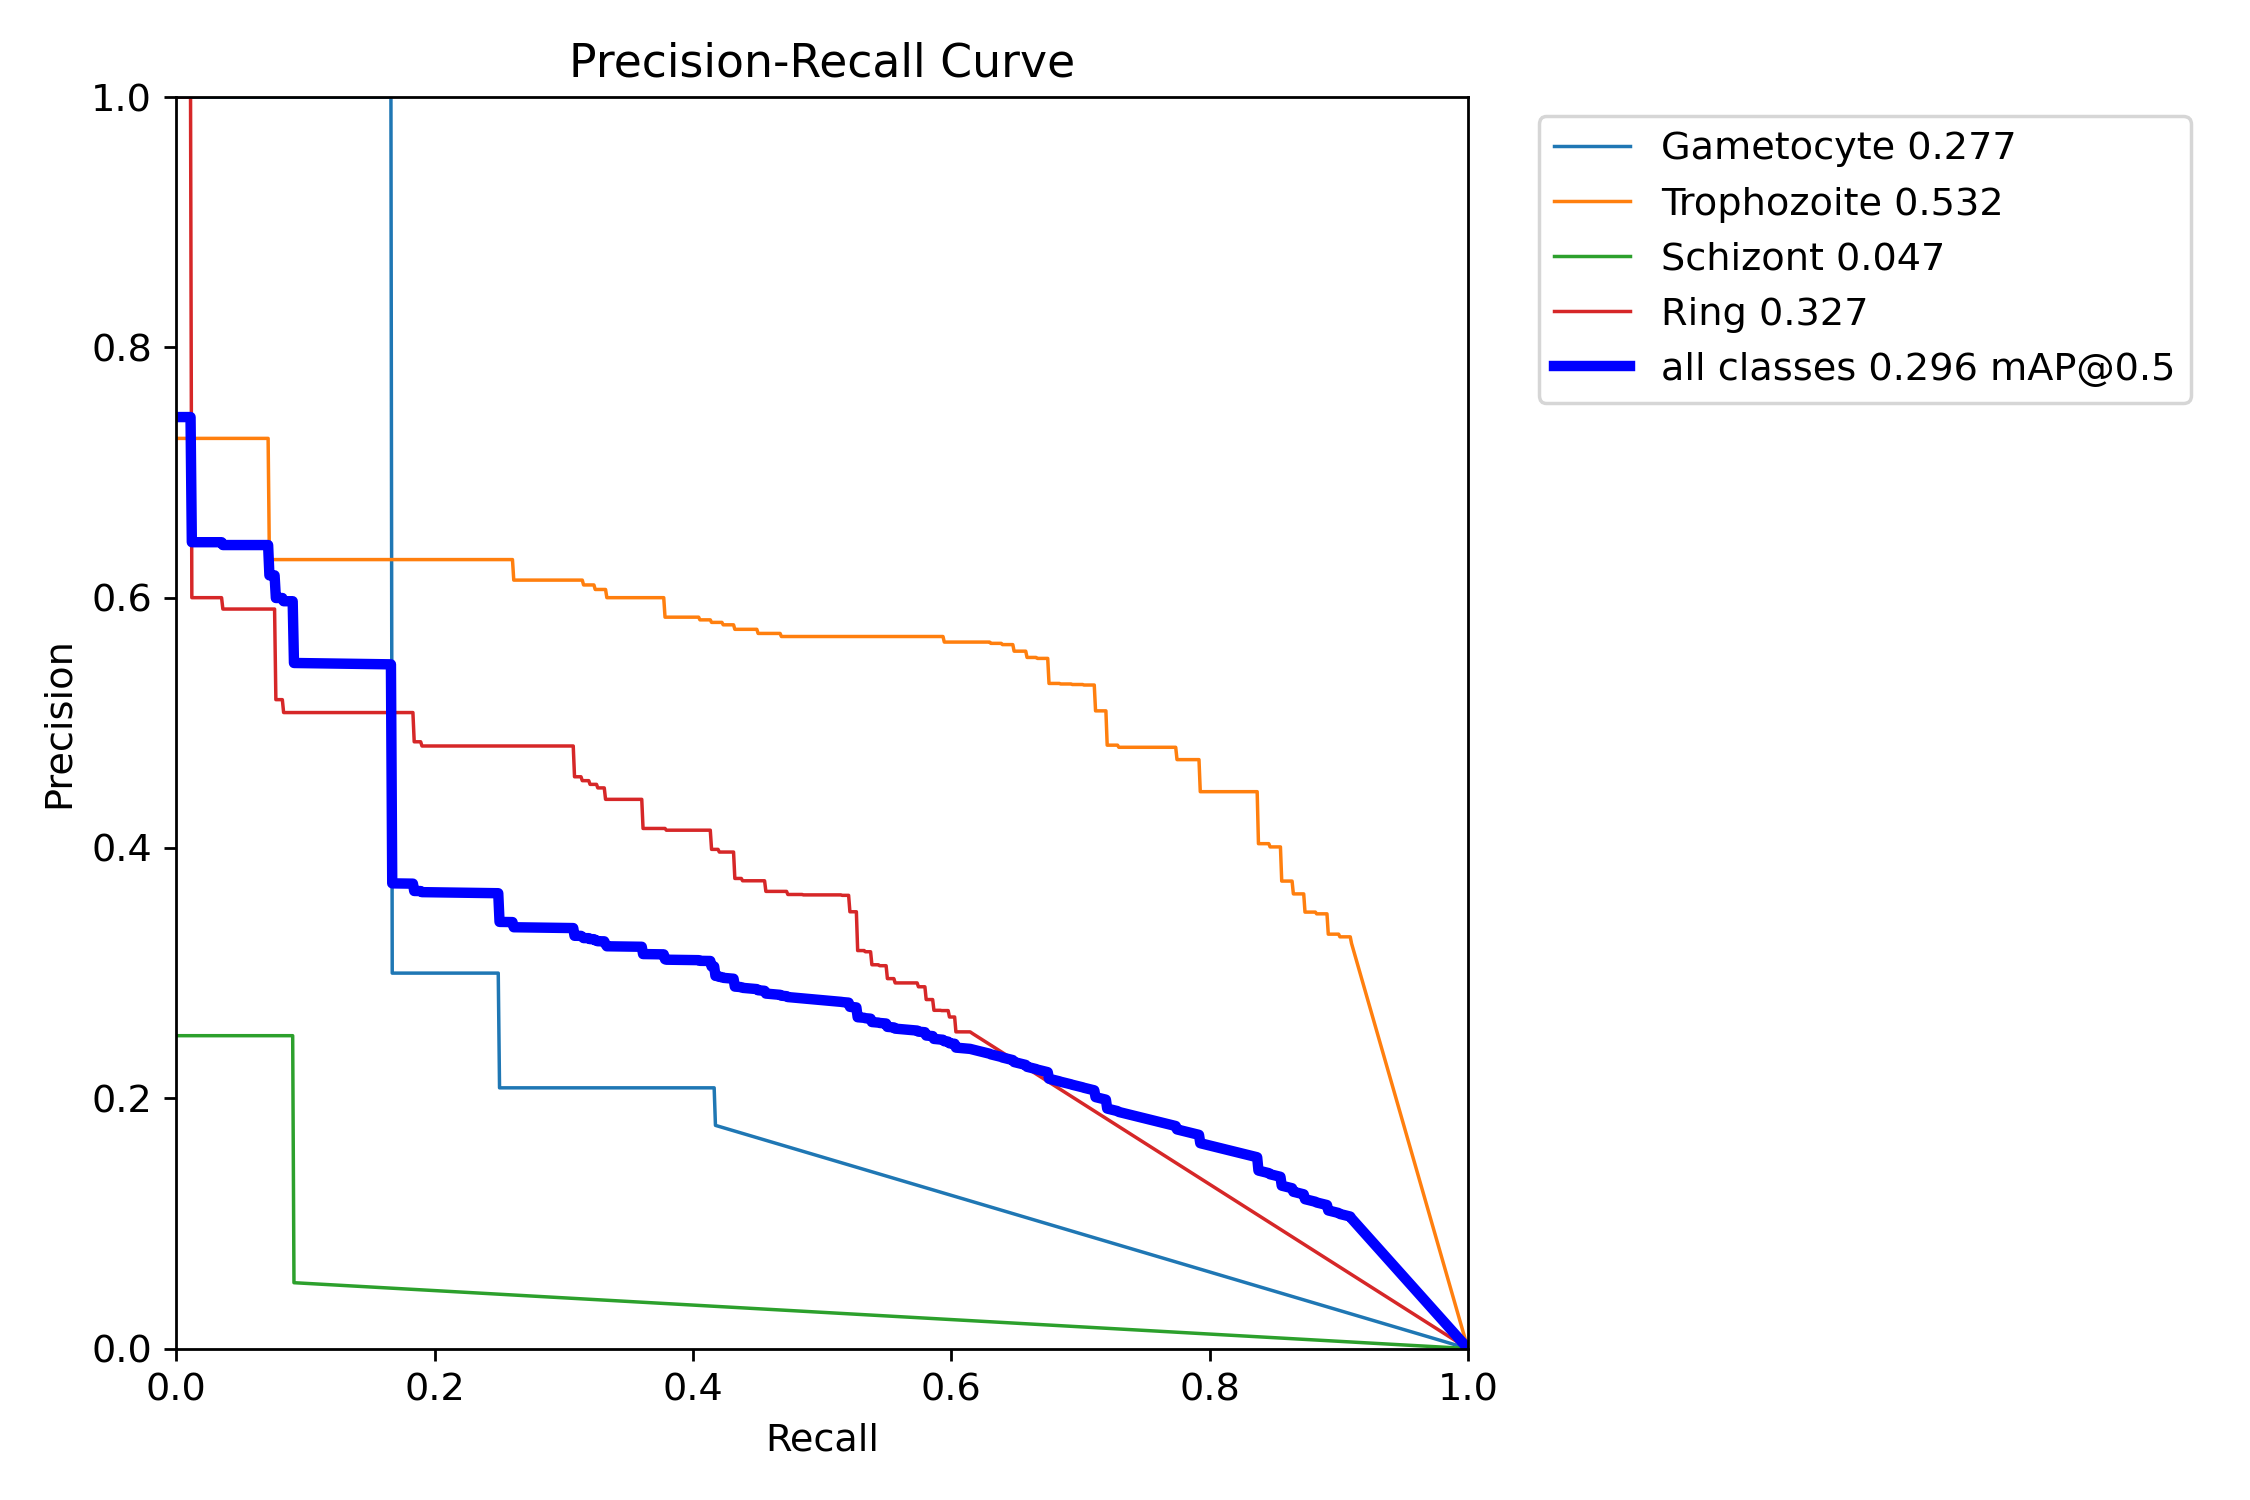 Precision-Recall Curve
1.0
0.8
0.6
0.4
0.2
0.0
Precision
0.0 0.2 0.4 0.6 0.8 1.0
Recall
Gametocyte 0.277
Trophozoite 0.532
Schizont 0.047
Ring 0.327
all classes 0.296 mAP@0.5